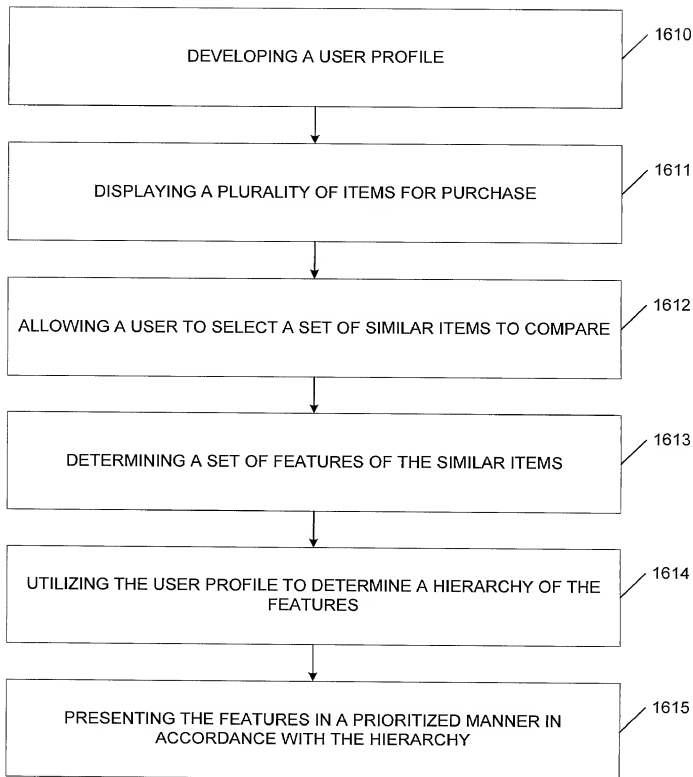 1610
DEVELOPING A USER PROFILE
1611
DISPLAYING A PLURALITY OF ITEMS FOR PURCHASE
1612
ALLOWING A USER TO SELECT A SET OF SIMILAR ITEMS TO COMPARE
1613
DETERMINING A SET OF FEATURES OF THE SIMILAR ITEMS
1614
UTILIZING THE USER PROFILE TO DETERMINE A HIERARCHY OF THE
FEATURES
1615
PRESENTING THE FEATURES IN A PRIORITIZED MANNER IN
ACCORDANCE WITH THE HIERARCHY